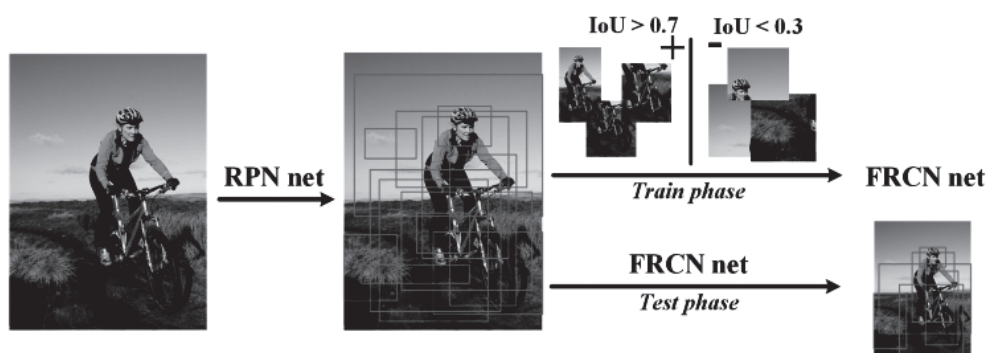 IoU > 0.7
IoU < 0.3
+
-
RPN net
Train phase
FRCN net
FRCN net
Test phase